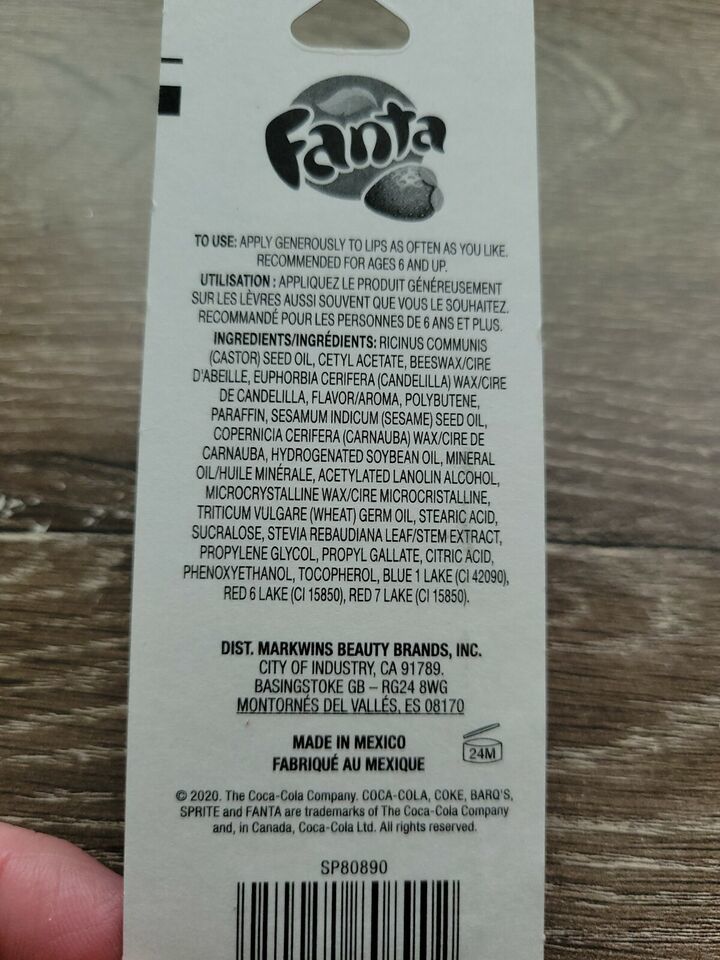 Fanta
TO USE: APPLY GENEROUSLY TO LIPS AS OFTEN AS YOU LIKE.
RECOMMENDED FOR AGES 6 AND UP.
UTILISATION : APPLIQUEZ LE PRODUIT GÉNÉREUSEMENT
SUR LES LÈVRES AUSSI SOUVENT QUE VOUS LE SOUHAITEZ.
RECOMMANDÉ POUR LES PERSONNES DE 6 ANS ET PLUS.
INGREDIENTS/INGRÉDIENTS: RICINUS COMMUNIS
(CASTOR) SEED OIL, CETYL ACETATE, BEESWAX/CIRE
D'ABEILLE, EUPHORBIA CERIFERA (CANDELILLA) WAX/CIRE
DE CANDELILLA, FLAVOR/AROMA, POLYBUTENE,
PARAFFIN, SESAMUM INDICUM (SESAME) SEED OIL,
COPERNICIA CERIFERA (CARNAUBA) WAX/CIRE DE
CARNAUBA, HYDROGENATED SOYBEAN OIL, MINERAL
OIL/HUILE MINÉRALE, ACETYLATED LANOLIN ALCOHOL,
MICROCRYSTALLINE WAX/CIRE MICROCRISTALLINE,
TRITICUM VULGARE (WHEAT) GERM OIL, STEARIC ACID,
SUCRALOSE, STEVIA REBAUDIANA LEAF/STEM EXTRACT,
PROPYLENE GLYCOL, PROPYL GALLATE, CITRIC ACID,
PHENOXYETHANOL, TOCOPHEROL, BLUE 1 LAKE (CI 42090),
RED 6 LAKE (CI 15850), RED 7 LAKE (CI 15850).
DIST. MARKWINS BEAUTY BRANDS, INC.
CITY OF INDUSTRY, CA 91789.
BASINGSTOKE GB – RG24 8WG
MONTORNÉS DEL VALLÉS, ES 08170
MADE IN MEXICO
FABRIQUÉ AU MEXIQUE
24M
© 2020. The Coca-Cola Company. COCA-COLA, COKE, BARQ'S,
SPRITE and FANTA are trademarks of The Coca-Cola Company
and, in Canada, Coca-Cola Ltd. All rights reserved.
SP80890